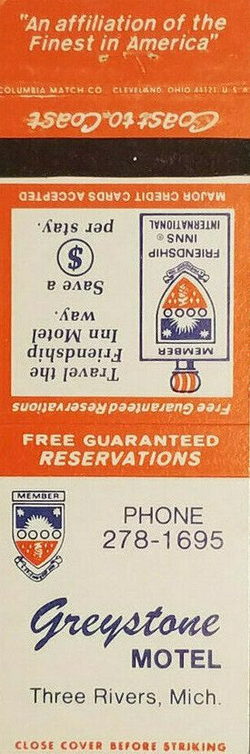 "An affiliation of the
Finest in America"
COLUMBIA MATCH CO. CLEVELAND, OHIO 44121, U.S.A.
Coast to Coast
MAJOR CREDIT CARDS ACCEPTED
Travel the
Friendship
Inn Motel
way.
Save a
$
per stay.
MEMBER
FRIENDSHIP
INNS®
INTERNATIONAL
Free Guaranteed Reservations
FREE GUARANTEED
RESERVATIONS
MEMBER
PHONE
278-1695
Greystone
MOTEL
Three Rivers, Mich.
CLOSE COVER BEFORE STRIKING